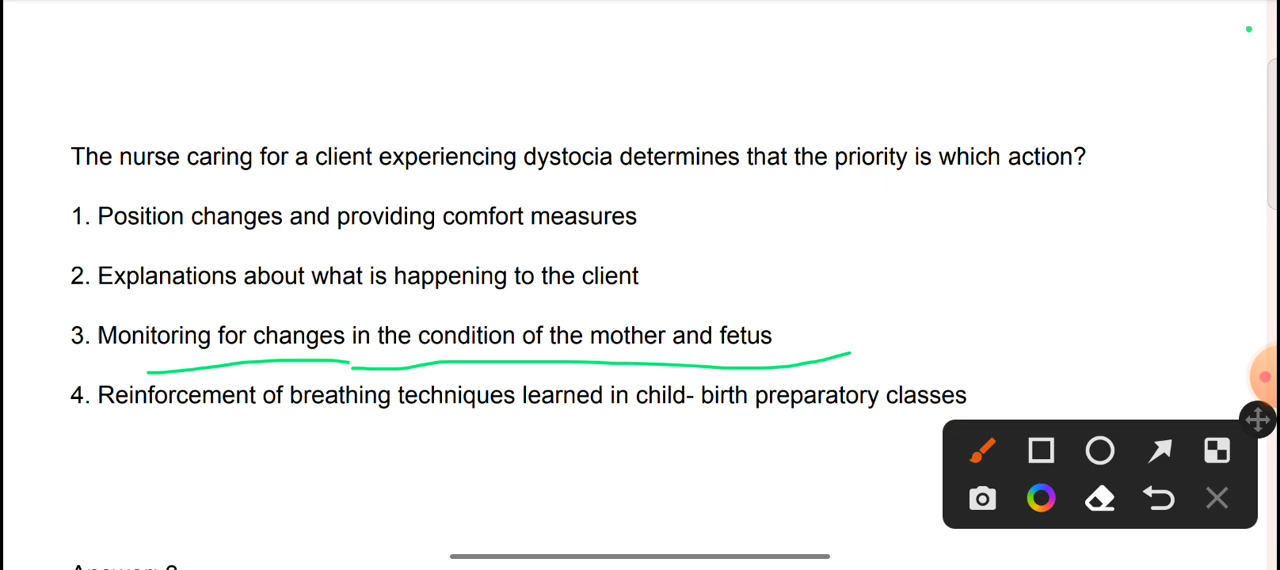 The nurse caring for a client experiencing dystocia determines that the priority is which action?
1. Position changes and providing comfort measures
2. Explanations about what is happening to the client
3. Monitoring for changes in the condition of the mother and fetus
4. Reinforcement of breathing techniques learned in child- birth preparatory classes